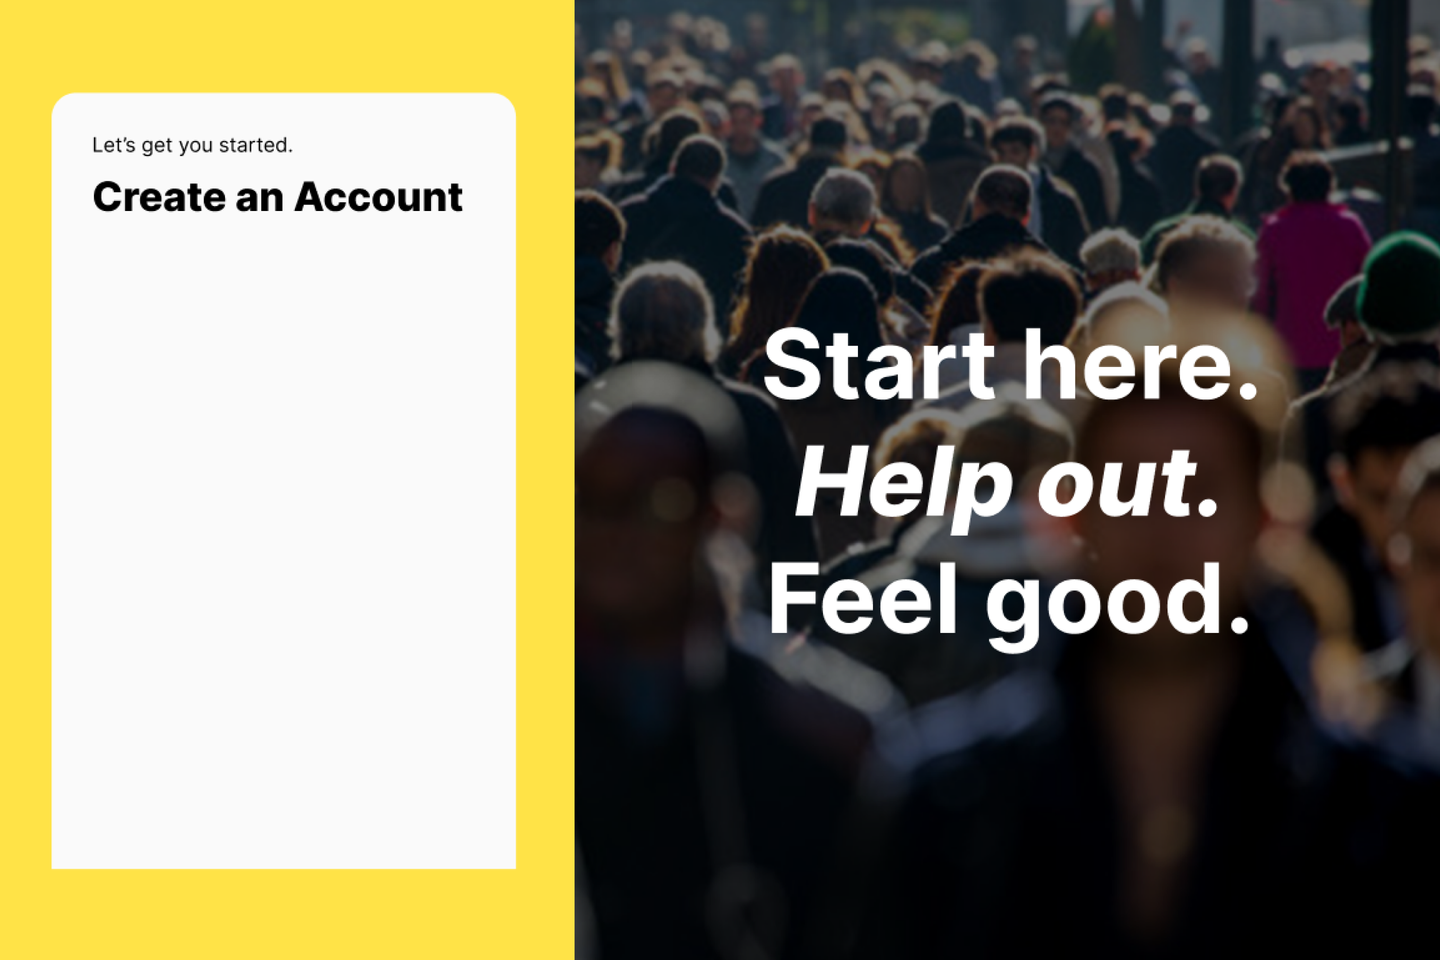 Let’s get you started.
Create an Account
Start here.
Help out.
Feel good.